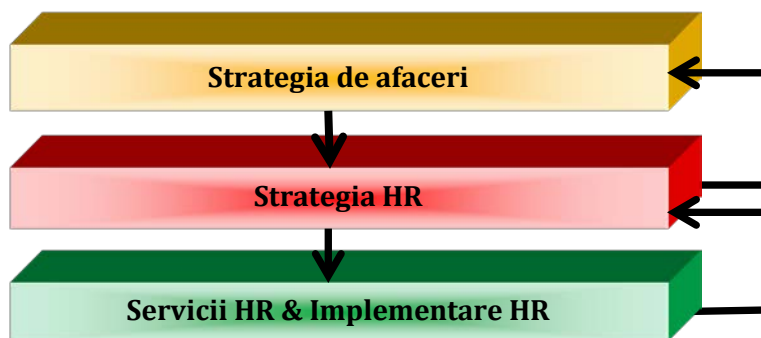 Strategia de afaceri
Strategia HR
Servicii HR & Implementare HR